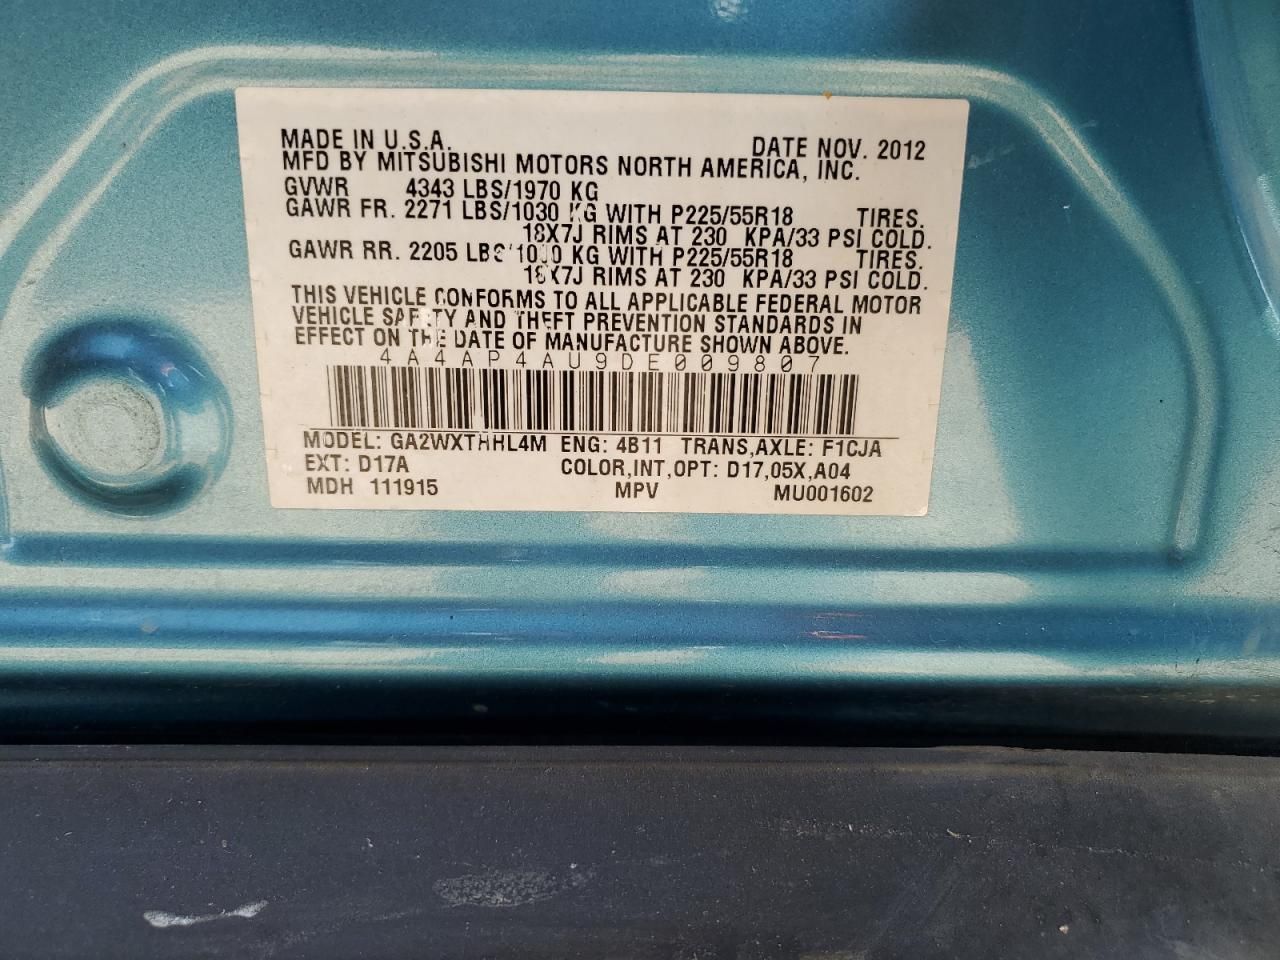 MADE IN U.S.A. DATE NOV. 2012
MFD BY MITSUBISHI MOTORS NORTH AMERICA, INC.
GVWR 4343 LBS/1970 KG
GAWR FR. 2271 LBS/1030 KG WITH P225/55R18 TIRES.
18X7J RIMS AT 230 KPA/33 PSI COLD.
GAWR RR. 2205 LBS/1000 KG WITH P225/55R18 TIRES.
18X7J RIMS AT 230 KPA/33 PSI COLD.
THIS VEHICLE CONFORMS TO ALL APPLICABLE FEDERAL MOTOR
VEHICLE SAFETY AND THEFT PREVENTION STANDARDS IN
EFFECT ON THE DATE OF MANUFACTURE SHOWN ABOVE.
4A4AP4AU9DE009807
MODEL: GA2WXTHHL4M ENG: 4B11 TRANS,AXLE: F1CJA
EXT: D17A COLOR,INT,OPT: D17,05X,A04
MDH 111915 MPV MU001602